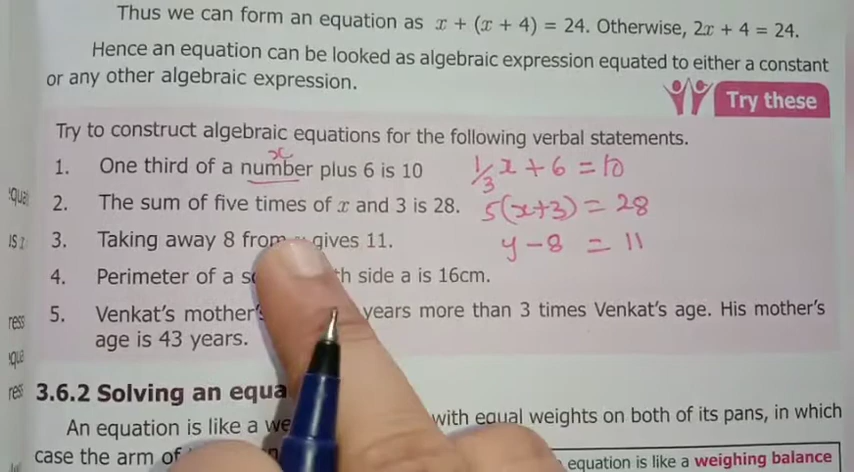 Thus we can form an equation as x + (x + 4) = 24. Otherwise, 2x + 4 = 24.
Hence an equation can be looked as algebraic expression equated to either a constant
or any other algebraic expression.
Try these
Try to construct algebraic equations for the following verbal statements.
x
1. One third of a number plus 6 is 10 1/3 x + 6 = 10
2. The sum of five times of x and 3 is 28. 5(x+3) = 28
3. Taking away 8 from gives 11. y - 8 = 11
4. Perimeter of a side a is 16cm.
5. Venkat's mother's years more than 3 times Venkat's age. His mother's
age is 43 years.
3.6.2 Solving an equa
An equation is like a we with equal weights on both of its pans, in which
case the arm of equation is like a weighing balance